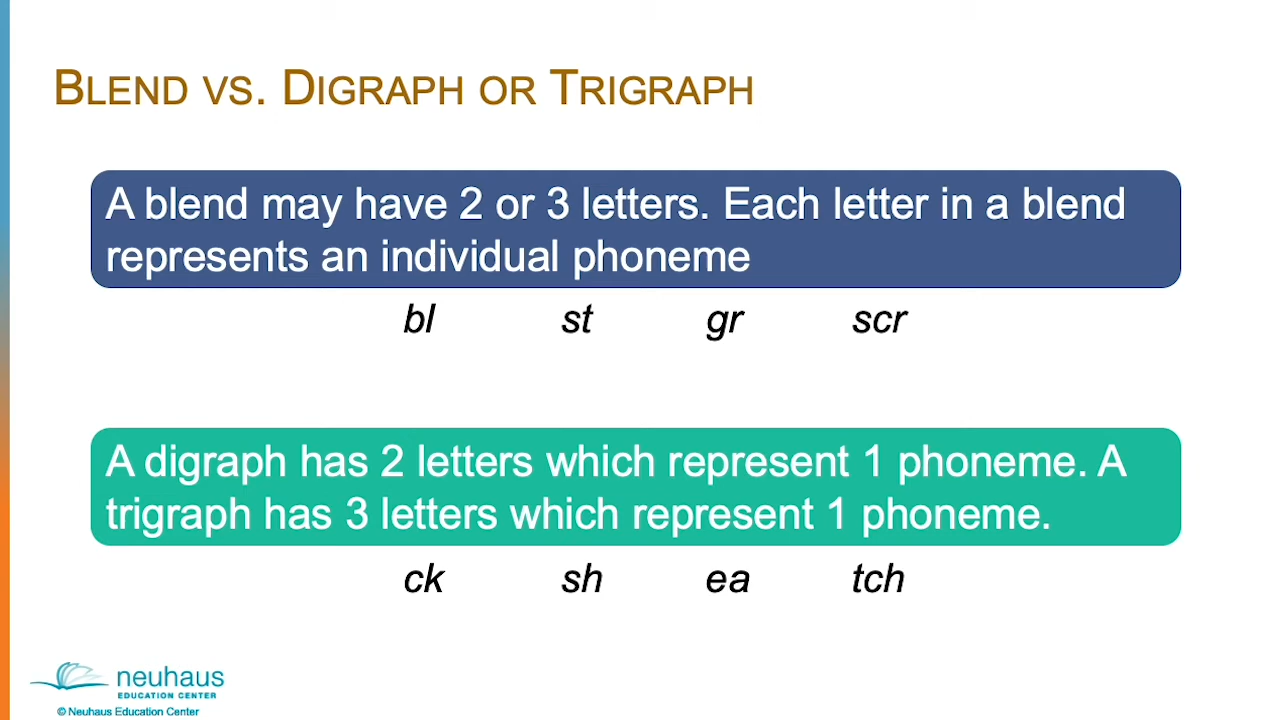 BLEND VS. DIGRAPH OR TRIGRAPH
A blend may have 2 or 3 letters. Each letter in a blend
represents an individual phoneme
bl st gr scr
A digraph has 2 letters which represent 1 phoneme. A
trigraph has 3 letters which represent 1 phoneme.
ck sh ea tch
neuhaus
EDUCATION CENTER
© Neuhaus Education Center